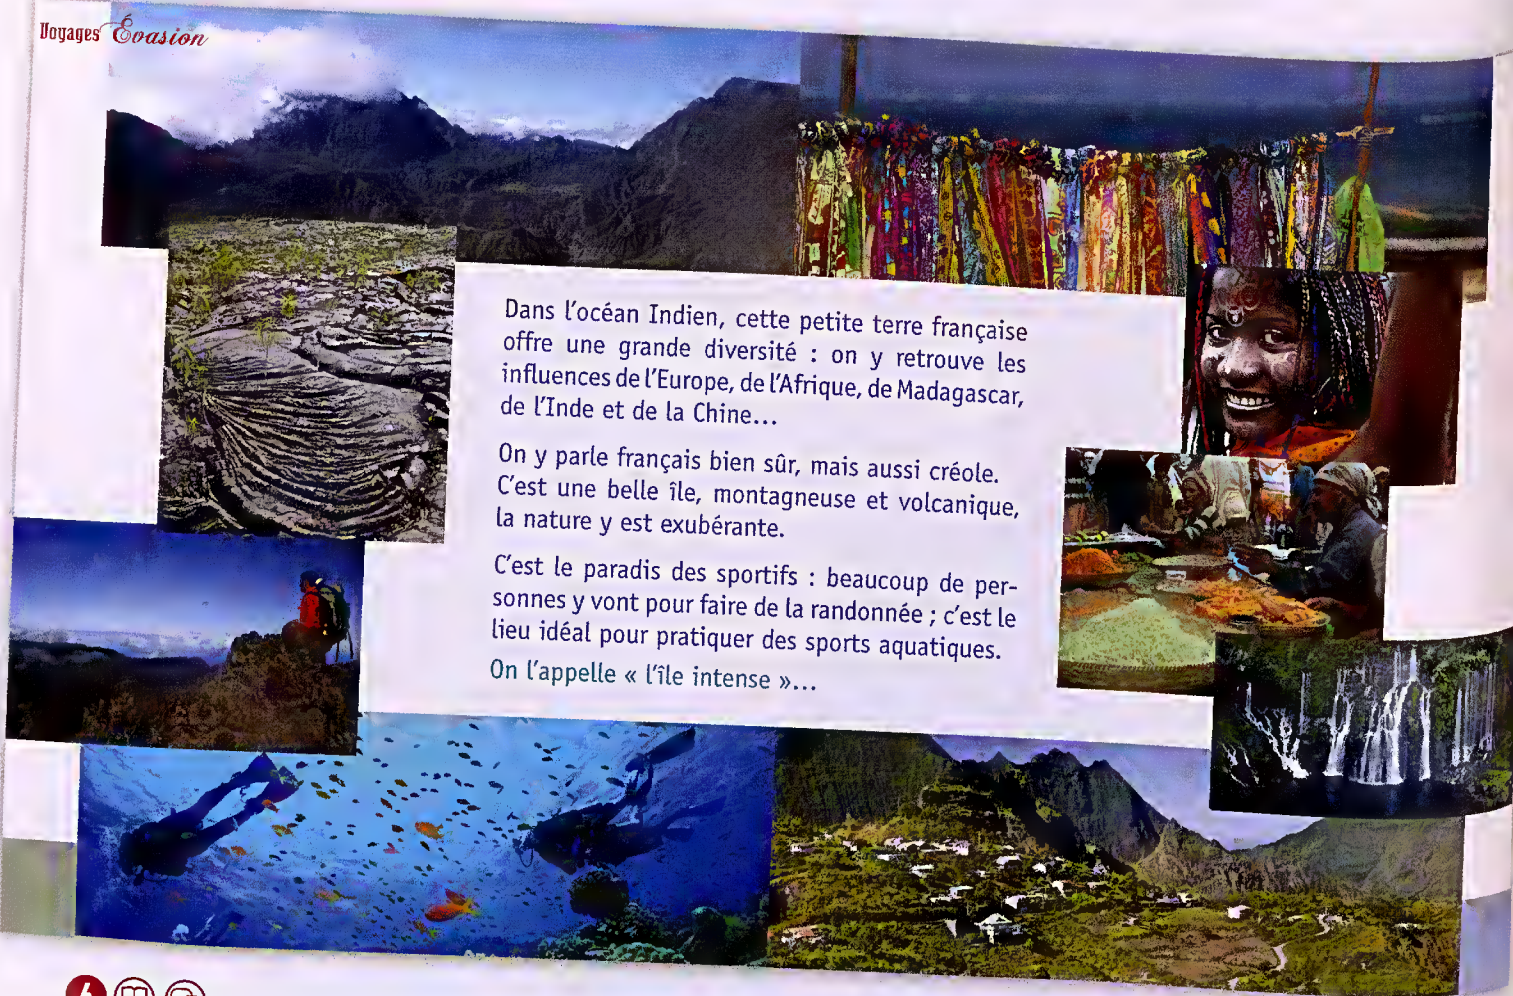 Voyages Évasion
Dans l'océan Indien, cette petite terre française
offre une grande diversité : on y retrouve les
influences de l'Europe, de l'Afrique, de Madagascar,
de l'Inde et de la Chine...
On y parle français bien sûr, mais aussi créole.
C'est une belle île, montagneuse et volcanique,
la nature y est exubérante.
C'est le paradis des sportifs : beaucoup de per-
sonnes y vont pour faire de la randonnée ; c'est le
lieu idéal pour pratiquer des sports aquatiques.
On l'appelle « l'île intense »...